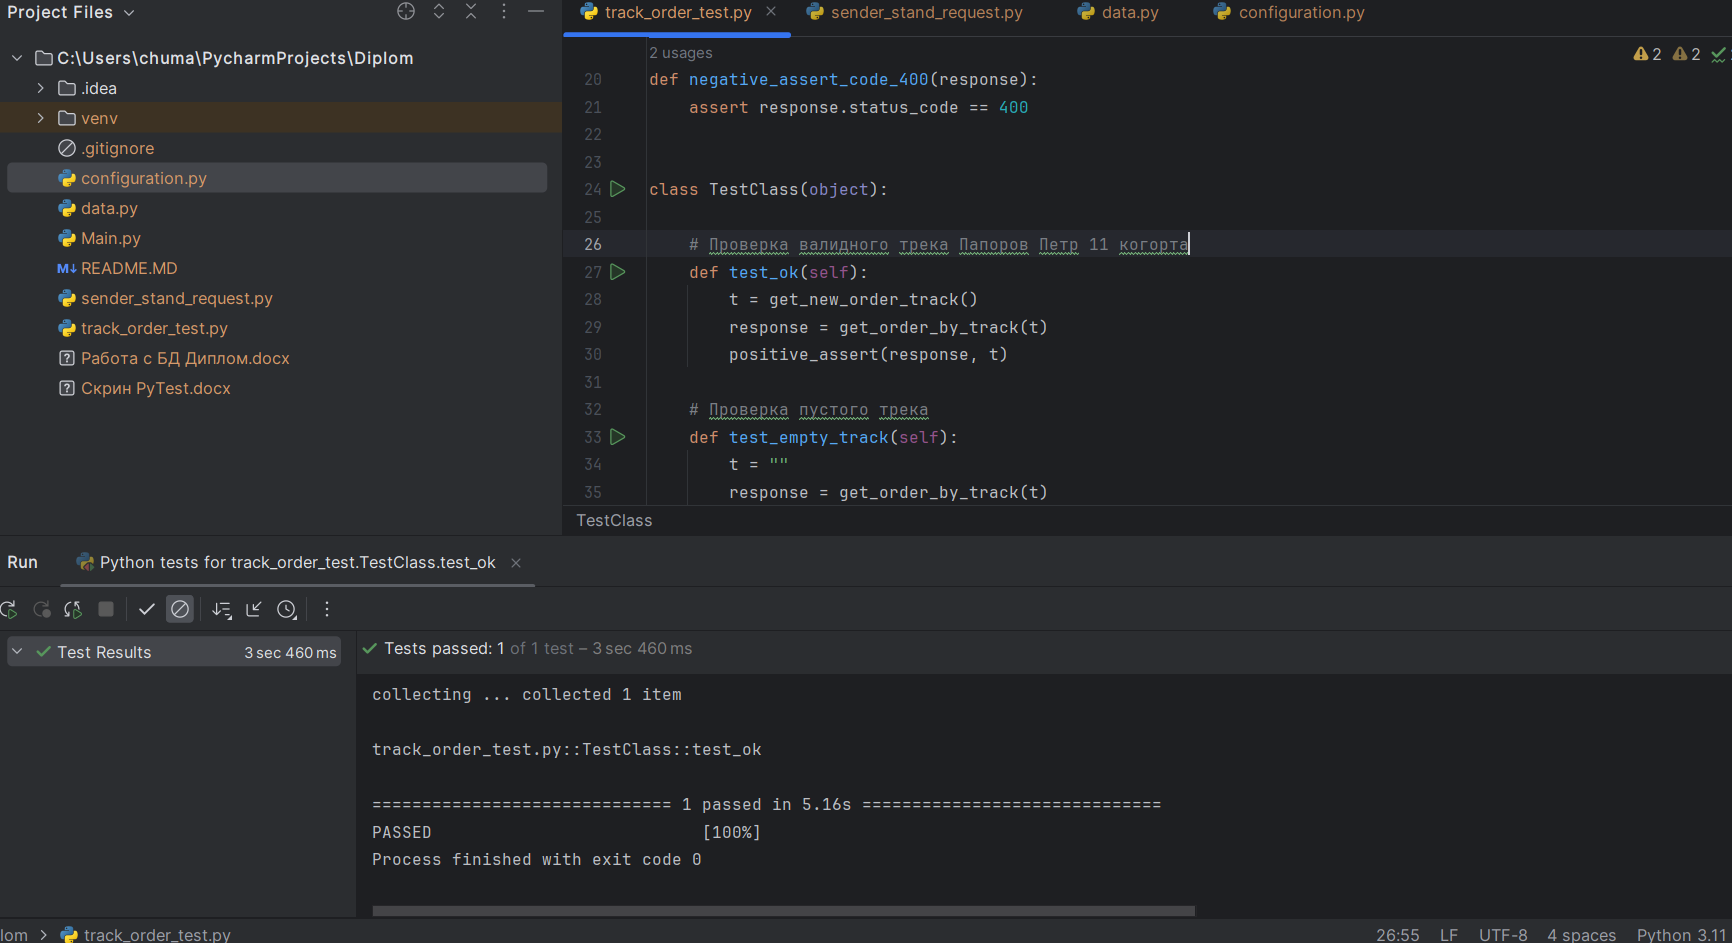 Project Files
C:\Users\chuma\PycharmProjects\Diplom
.idea
venv
.gitignore
configuration.py
data.py
Main.py
M↓ README.MD
sender_stand_request.py
track_order_test.py
Работа с БД Диплом.docx
Скрин PyTest.docx
track_order_test.py sender_stand_request.py data.py configuration.py
2 usages
2 2
20 def negative_assert_code_400(response):
21 assert response.status_code == 400
22
23
24 class TestClass(object):
25
26 # Проверка валидного трека Папоров Петр 11 когорта
27 def test_ok(self):
28 t = get_new_order_track()
29 response = get_order_by_track(t)
30 positive_assert(response, t)
31
32 # Проверка пустого трека
33 def test_empty_track(self):
34 t = ""
35 response = get_order_by_track(t)
TestClass
Run Python tests for track_order_test.TestClass.test_ok
Test Results 3 sec 460 ms
Tests passed: 1 of 1 test – 3 sec 460 ms
collecting ... collected 1 item
track_order_test.py::TestClass::test_ok
============================== 1 passed in 5.16s ==============================
PASSED [100%]
Process finished with exit code 0
lom track_order_test.py
26:55 LF UTF-8 4 spaces Python 3.11